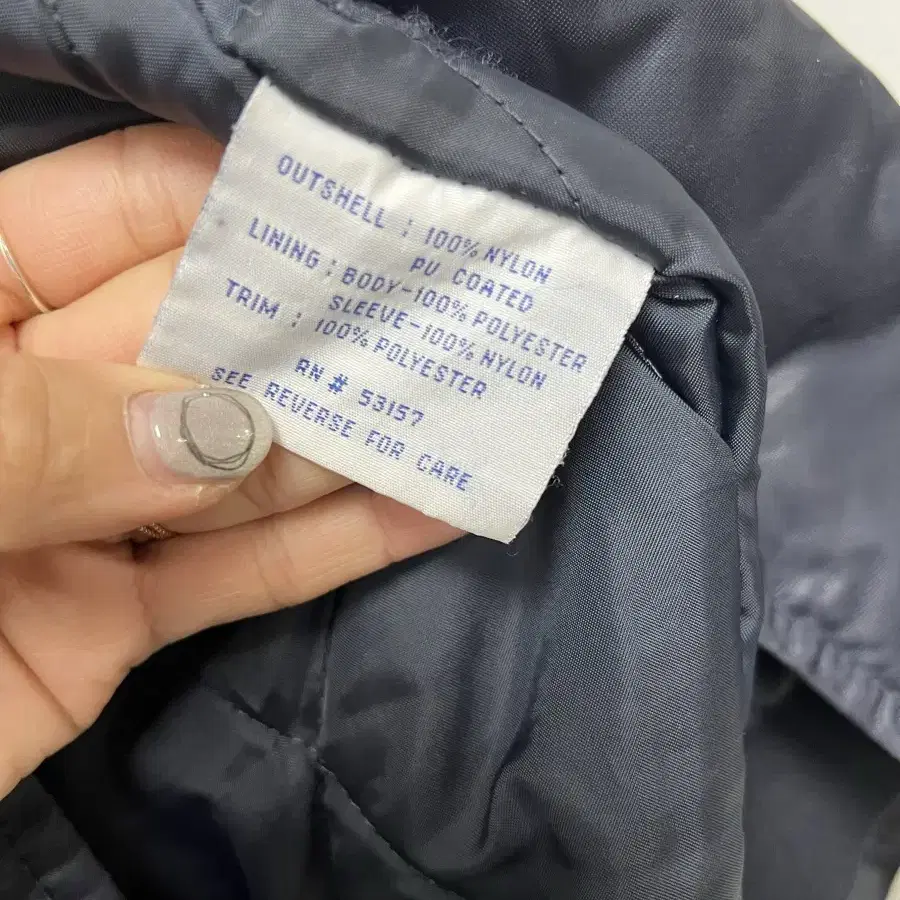 OUTSHELL : 100% NYLON
PU COATED
LINING : BODY-100% POLYESTER
SLEEVE-100% NYLON
TRIM : 100% POLYESTER
RN # 53157
SEE REVERSE FOR CARE